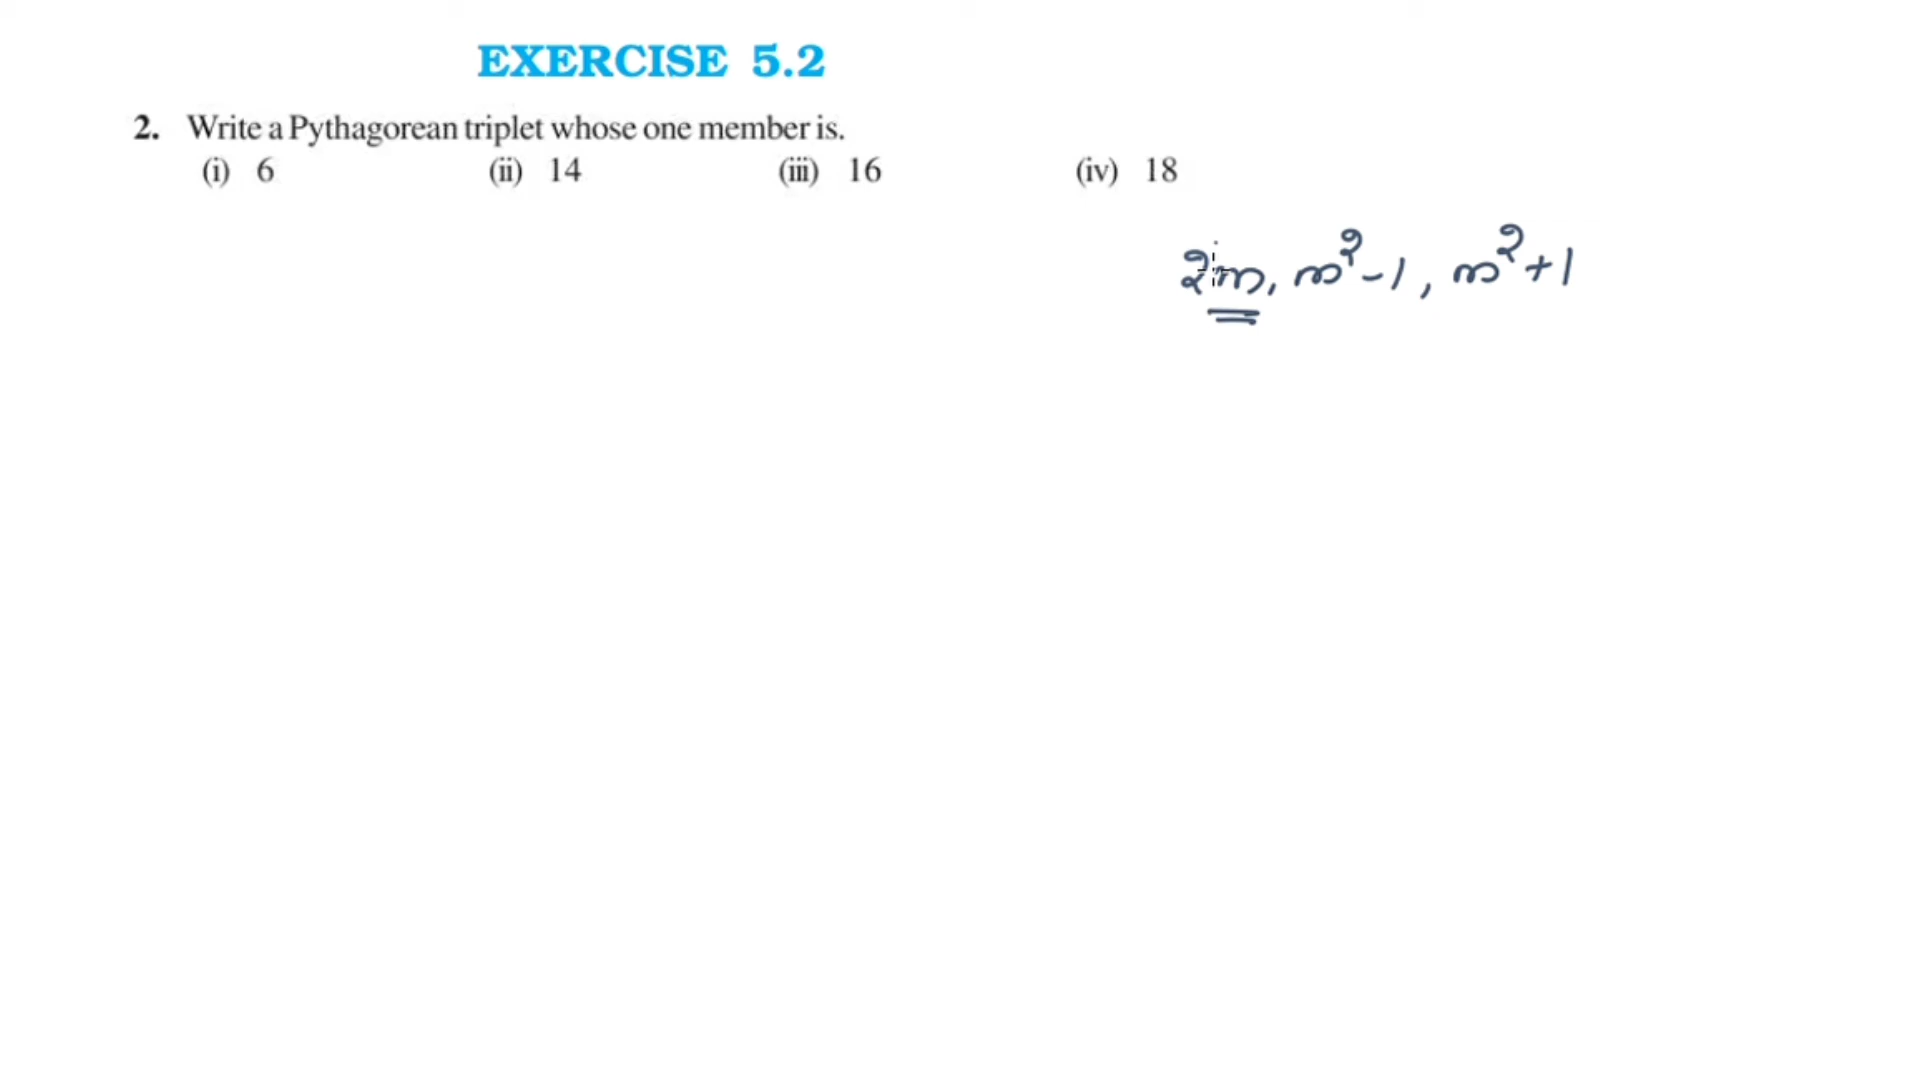 EXERCISE 5.2
2. Write a Pythagorean triplet whose one member is.
(i) 6 (ii) 14 (iii) 16 (iv) 18
2m, m²-1, m²+1